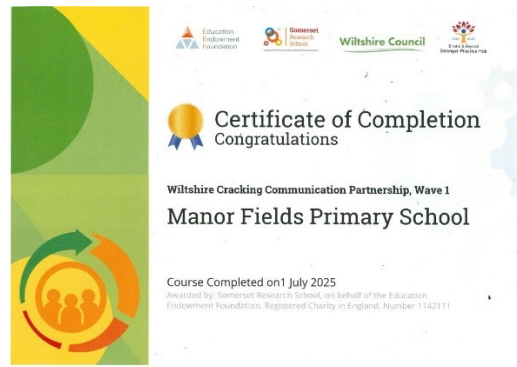 Education
Endowment
Foundation
Somerset
Research
School
Wiltshire Council
Bristol & Beyond
Stronger Practice Hub
Certificate of Completion
Congratulations
Wiltshire Cracking Communication Partnership, Wave 1
Manor Fields Primary School
Course Completed on1 July 2025
Awarded by: Somerset Research School, on behalf of the Education
Endowment Foundation. Registered Charity in England, Number 1142111